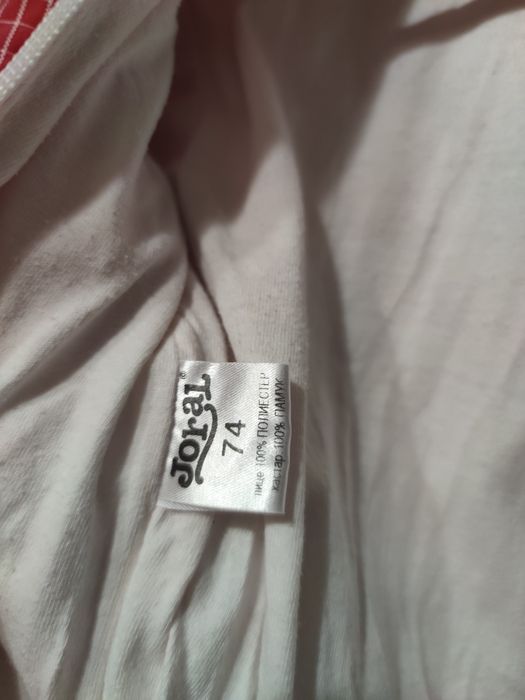 Joral®
74
лице 100% ПОЛИЕСТЕР
хастар 100% ПАМУК